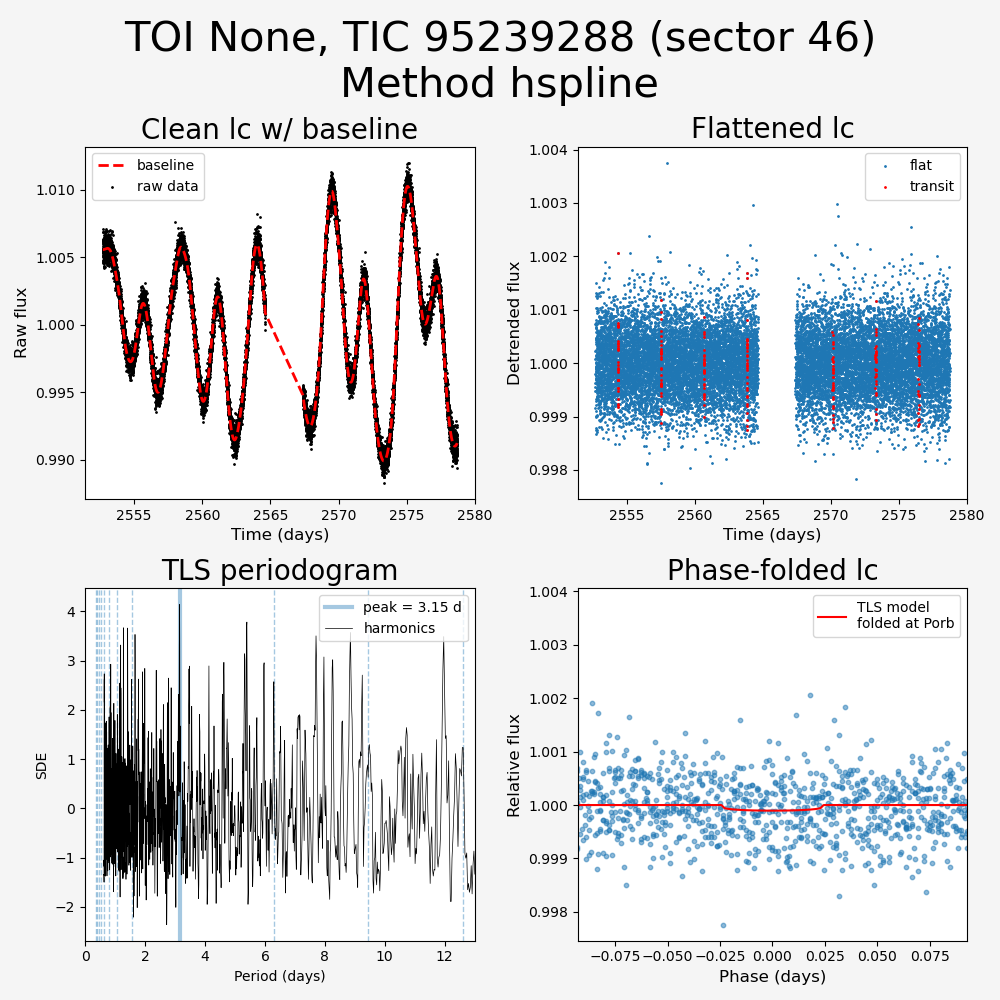 TOI None, TIC 95239288 (sector 46)
Method hspline
Clean lc w/ baseline
baseline
raw data
1.010
1.005
1.000
0.995
0.990
Raw flux
2555
2560
2565
2570
2575
2580
Time (days)
Flattened lc
flat
transit
1.004
1.003
1.002
1.001
1.000
0.999
0.998
Detrended flux
2555
2560
2565
2570
2575
2580
Time (days)
TLS periodogram
peak = 3.15 d
harmonics
4
3
2
1
0
−1
−2
SDE
0
2
4
6
8
10
12
Period (days)
Phase-folded lc
TLS model
folded at Porb
1.004
1.003
1.002
1.001
1.000
0.999
0.998
Relative flux
−0.075
−0.050
−0.025
0.000
0.025
0.050
0.075
Phase (days)